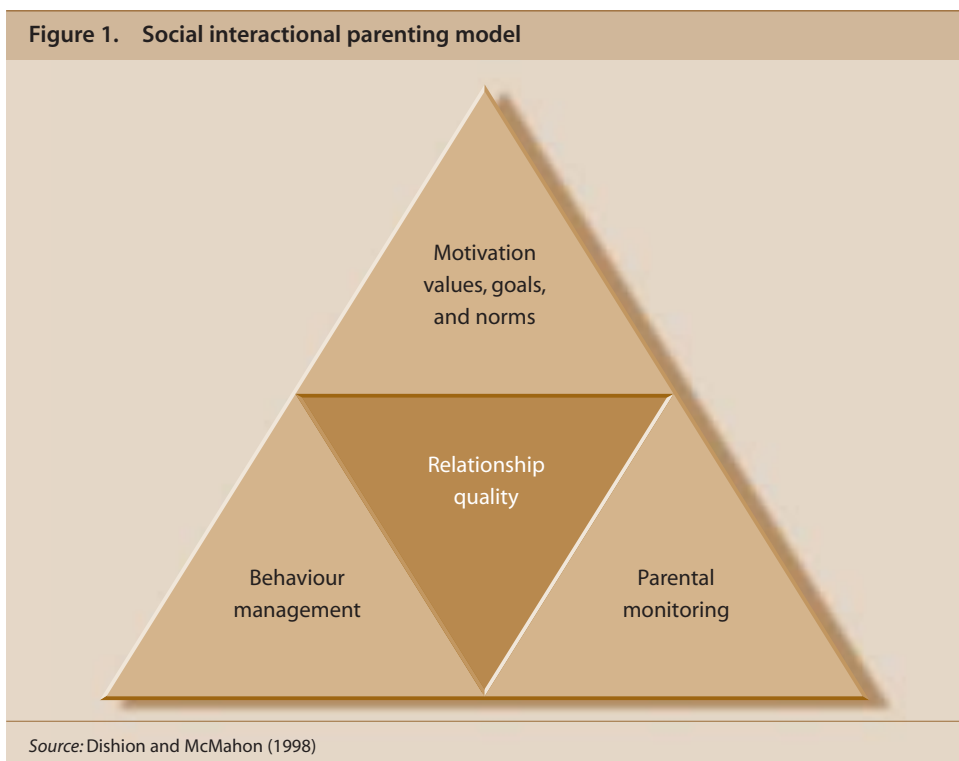 Figure 1. Social interactional parenting model
Motivation
values, goals,
and norms
Relationship
quality
Behaviour
management
Parental
monitoring
Source: Dishion and McMahon (1998)